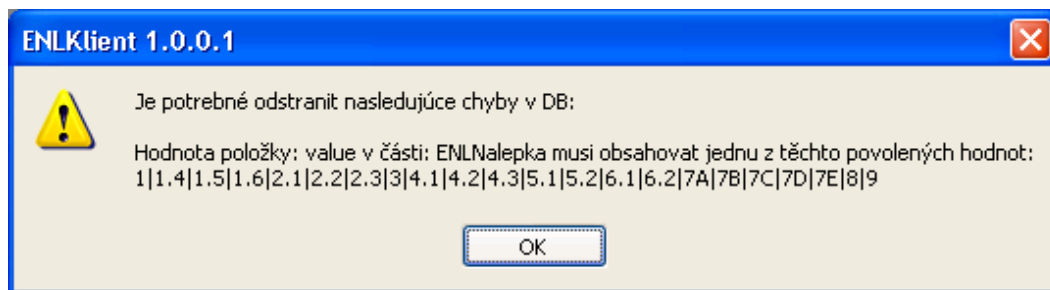 ENLKlient 1.0.0.1
Je potrebné odstranit nasledujúce chyby v DB:
Hodnota položky: value v části: ENLNalepka musi obsahovat jednu z těchto povolených hodnot:
1|1.4|1.5|1.6|2.1|2.2|2.3|3|4.1|4.2|4.3|5.1|5.2|6.1|6.2|7A|7B|7C|7D|7E|8|9
OK